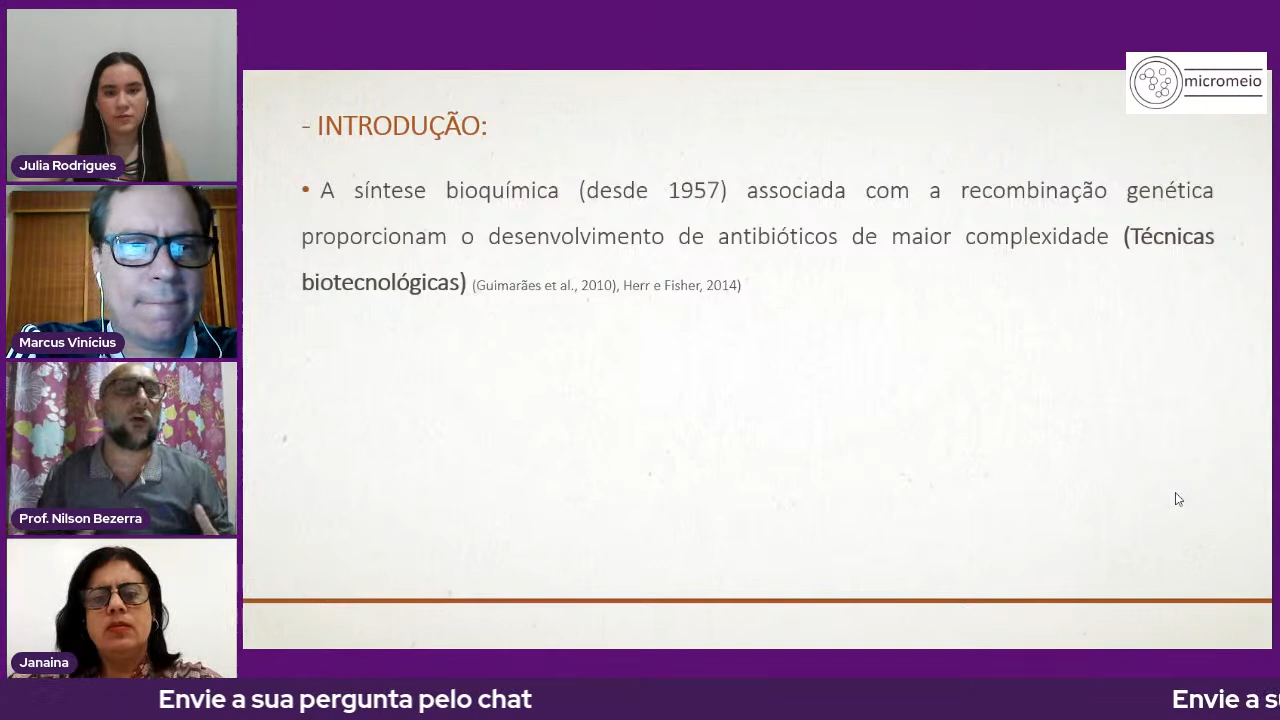 Julia Rodrigues
Marcus Vinícius
Prof. Nilson Bezerra
Janaina
micromeio
- INTRODUÇÃO:
• A síntese bioquímica (desde 1957) associada com a recombinação genética
proporcionam o desenvolvimento de antibióticos de maior complexidade (Técnicas
biotecnológicas) (Guimarães et al., 2010), Herr e Fisher, 2014)
Envie a sua pergunta pelo chat
Envie a s